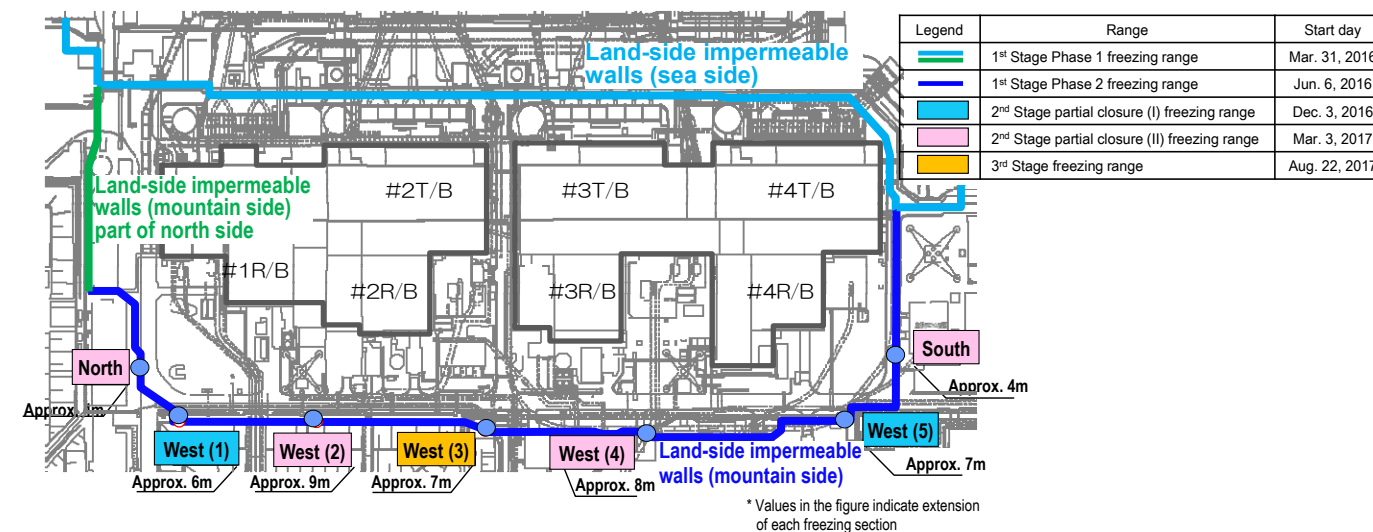 Land-side impermeable
walls (sea side)
Legend Range Start day
1st Stage Phase 1 freezing range Mar. 31, 2016
1st Stage Phase 2 freezing range Jun. 6, 2016
2nd Stage partial closure (I) freezing range Dec. 3, 2016
2nd Stage partial closure (II) freezing range Mar. 3, 2017
3rd Stage freezing range Aug. 22, 2017
Land-side impermeable
walls (mountain side)
part of north side
#2T/B
#3T/B
#4T/B
#1R/B
#2R/B
#3R/B
#4R/B
North
South
Approx.
Approx. 4m
West (1)
West (2)
West (3)
West (4)
West (5)
Approx. 6m
Approx. 9m
Approx. 7m
Approx. 8m
Approx. 7m
Land-side impermeable
walls (mountain side)
* Values in the figure indicate extension
of each freezing section